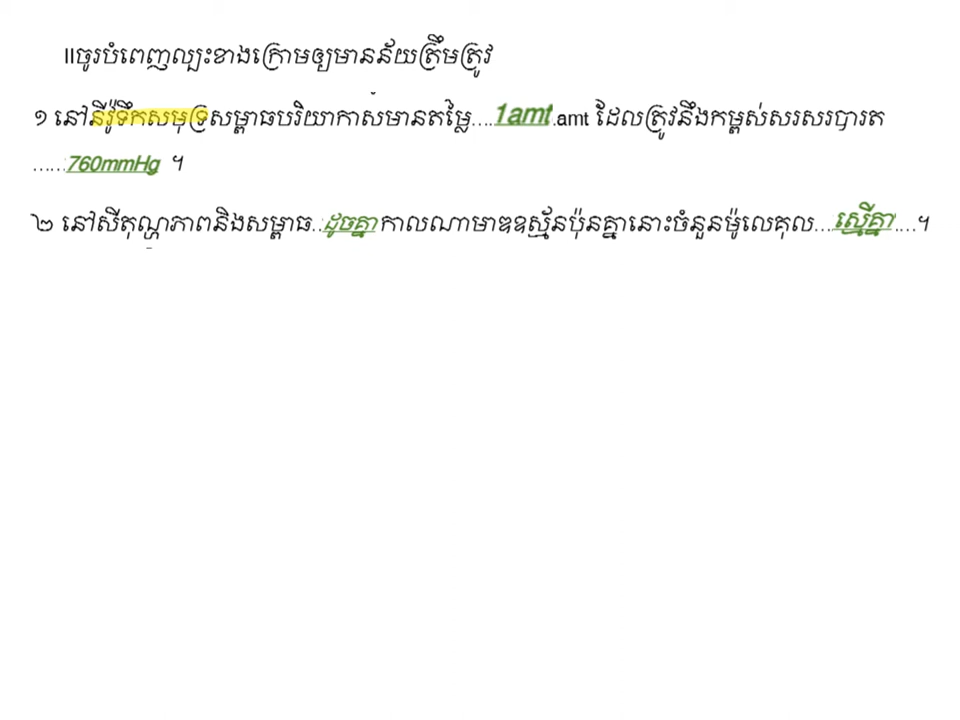 IIចូរបំពេញល្បះខាងក្រោមឲ្យមានន័យត្រឹមត្រូវ
១ នៅនីវ៉ូទឹកសមុទ្រសម្ពាធបរិយាកាសមានតម្លៃ....1amt.amt ដែលត្រូវនឹងកម្ពស់សរសរបារត
......760mmHg ។
២ នៅសីតុណ្ហភាពនិងសម្ពាធ..ដូចគ្នាកាលណាមាឌឧស្ម័នប៉ុនគ្នានោះចំនួនម៉ូលេគុល....ស្មើគ្នា....។